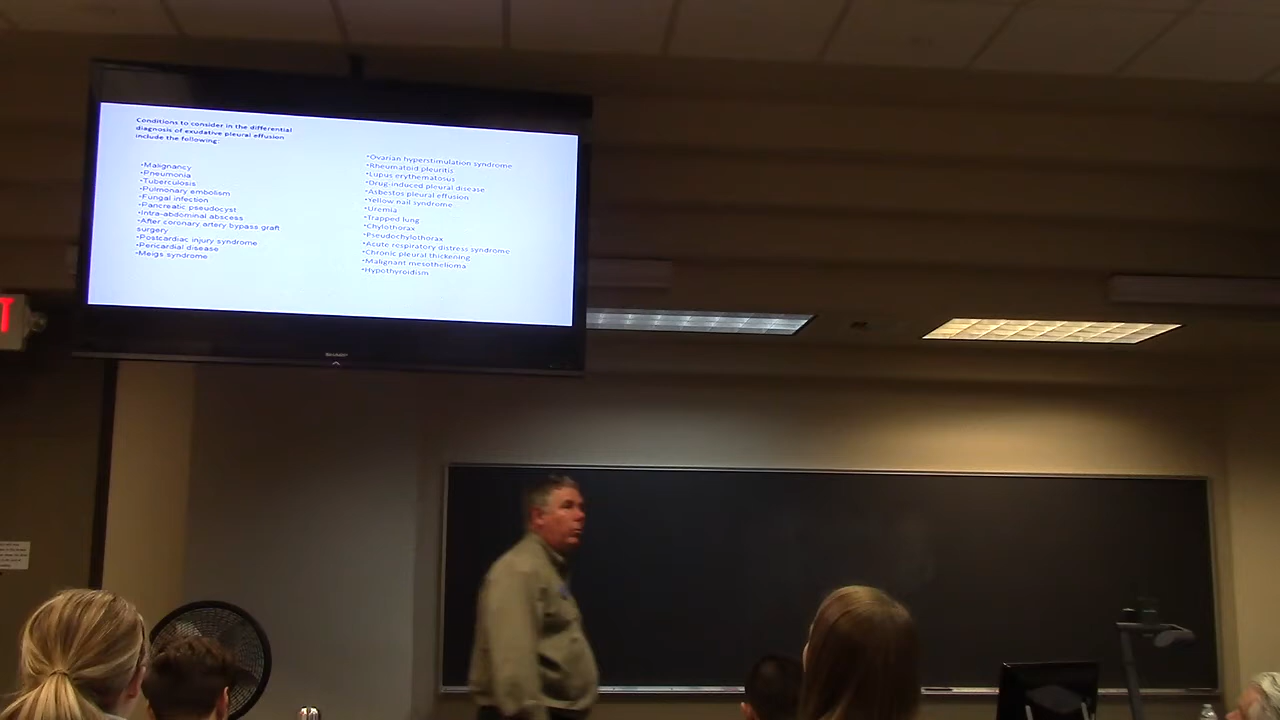 Conditions to consider in the differential
diagnosis of exudative pleural effusion
include the following:
•Malignancy
•Pneumonia
•Tuberculosis
•Pulmonary embolism
•Fungal infection
•Pancreatic pseudocyst
•Intra-abdominal abscess
•After coronary artery bypass graft
surgery
•Postcardiac injury syndrome
•Pericardial disease
•Meigs syndrome
•Ovarian hyperstimulation syndrome
•Rheumatoid pleuritis
•Lupus erythematosus
•Drug-induced pleural disease
•Asbestos pleural effusion
•Yellow nail syndrome
•Uremia
•Trapped lung
•Chylothorax
•Pseudochylothorax
•Acute respiratory distress syndrome
•Chronic pleural thickening
•Malignant mesothelioma
•Hypothyroidism
SHARP
T